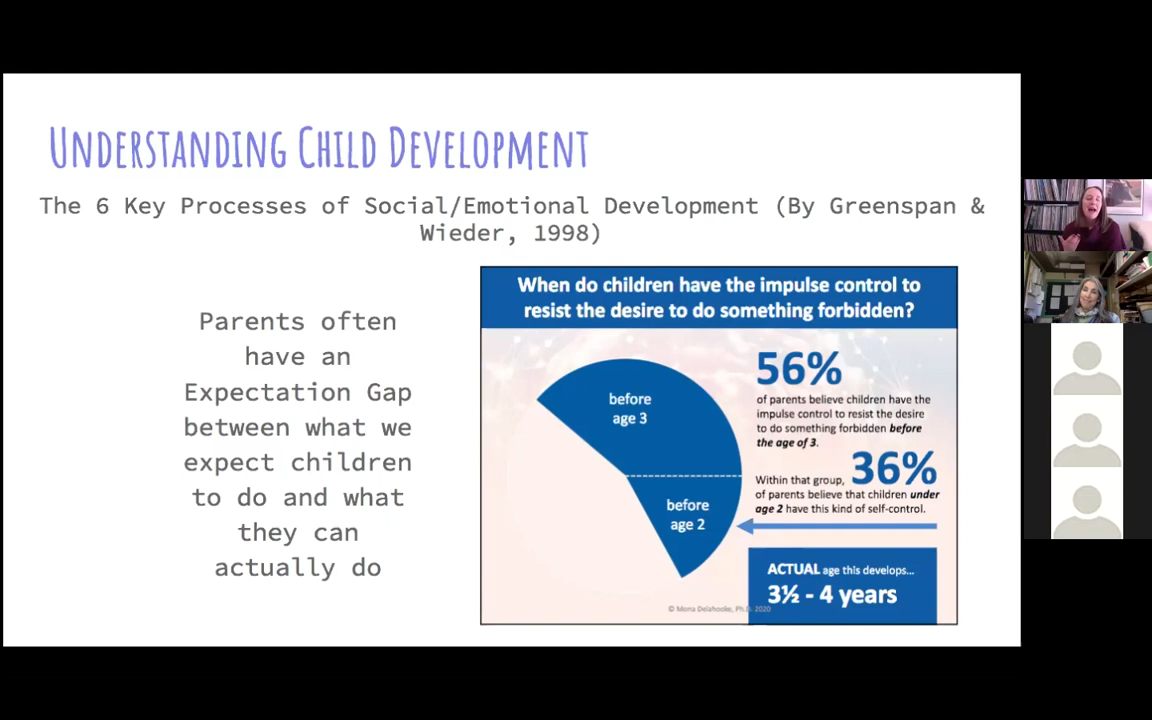 Understanding Child Development
The 6 Key Processes of Social/Emotional Development (By Greenspan &
Wieder, 1998)
Parents often
have an
Expectation Gap
between what we
expect children
to do and what
they can
actually do
When do children have the impulse control to
resist the desire to do something forbidden?
before
age 3
before
age 2
56%
of parents believe children have the
impulse control to resist the desire
to do something forbidden before
the age of 3.
Within that group, 36%
of parents believe that children under
age 2 have this kind of self-control.
ACTUAL age this develops...
3½ - 4 years
© Mona Delahooke, Ph.D. 2020